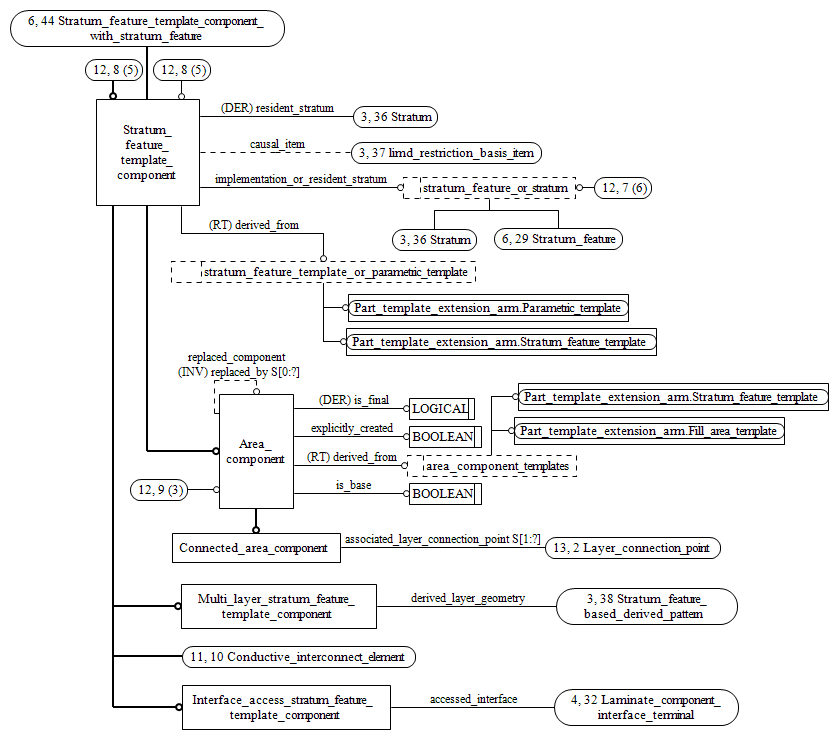 6, 44 Stratum_feature_template_component_
with_stratum_feature
12, 8 (5)
12, 8 (5)
Stratum_
feature_
template_
component
(DER) resident_stratum
3, 36 Stratum
causal_item
3, 37 limd_restriction_basis_item
implementation_or_resident_stratum
stratum_feature_or_stratum
12, 7 (6)
3, 36 Stratum
6, 29 Stratum_feature
(RT) derived_from
stratum_feature_template_or_parametric_template
Part_template_extension_arm.Parametric_template
Part_template_extension_arm.Stratum_feature_template
replaced_component
(INV) replaced_by S[0:?]
Area_
component
(DER) is_final
LOGICAL
explicitly_created
BOOLEAN
(RT) derived_from
area_component_templates
Part_template_extension_arm.Stratum_feature_template
Part_template_extension_arm.Fill_area_template
12, 9 (3)
is_base
BOOLEAN
Connected_area_component
associated_layer_connection_point S[1:?]
13, 2 Layer_connection_point
Multi_layer_stratum_feature_
template_component
derived_layer_geometry
3, 38 Stratum_feature_
based_derived_pattern
11, 10 Conductive_interconnect_element
Interface_access_stratum_feature_
template_component
accessed_interface
4, 32 Laminate_component_
interface_terminal